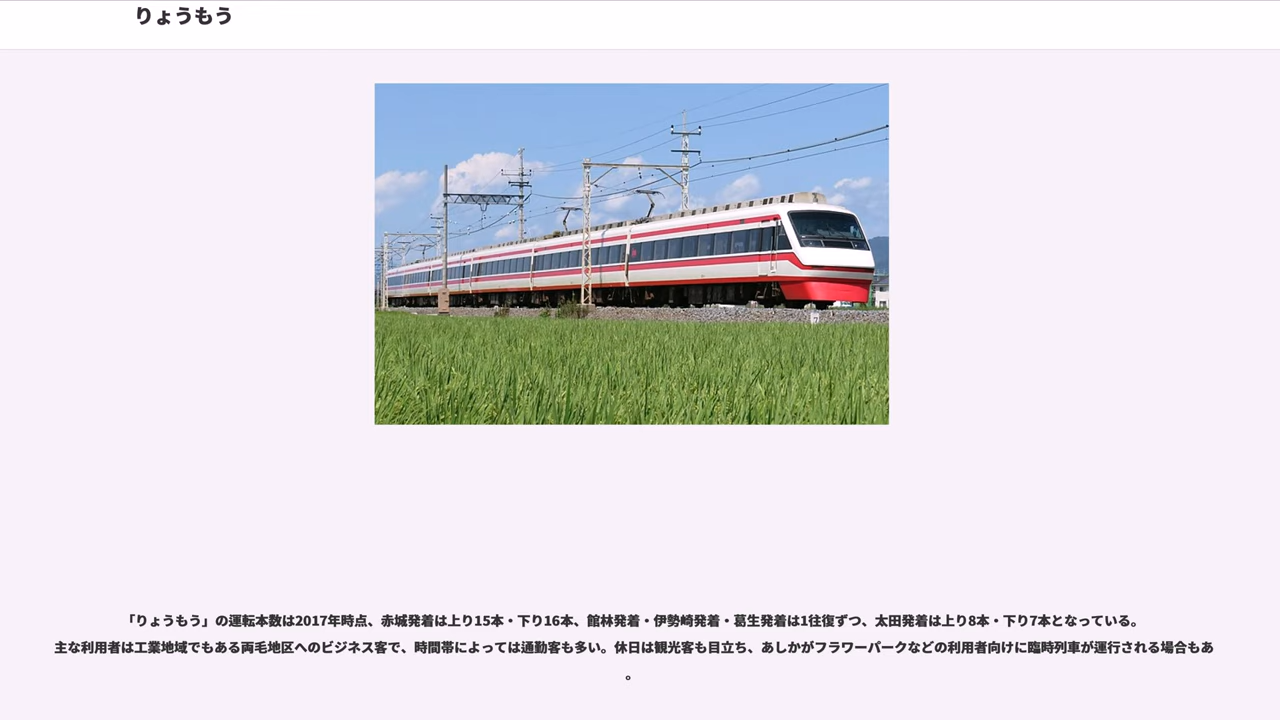 りょうもう
「りょうもう」の運転本数は2017年時点、赤城発着は上り15本・下り16本、館林発着・伊勢崎発着・葛生発着は1往復ずつ、太田発着は上り8本・下り7本となっている。
主な利用者は工業地域でもある両毛地区へのビジネス客で、時間帯によっては通勤客も多い。休日は観光客も目立ち、あしかがフラワーパークなどの利用者向けに臨時列車が運行される場合もあ
。